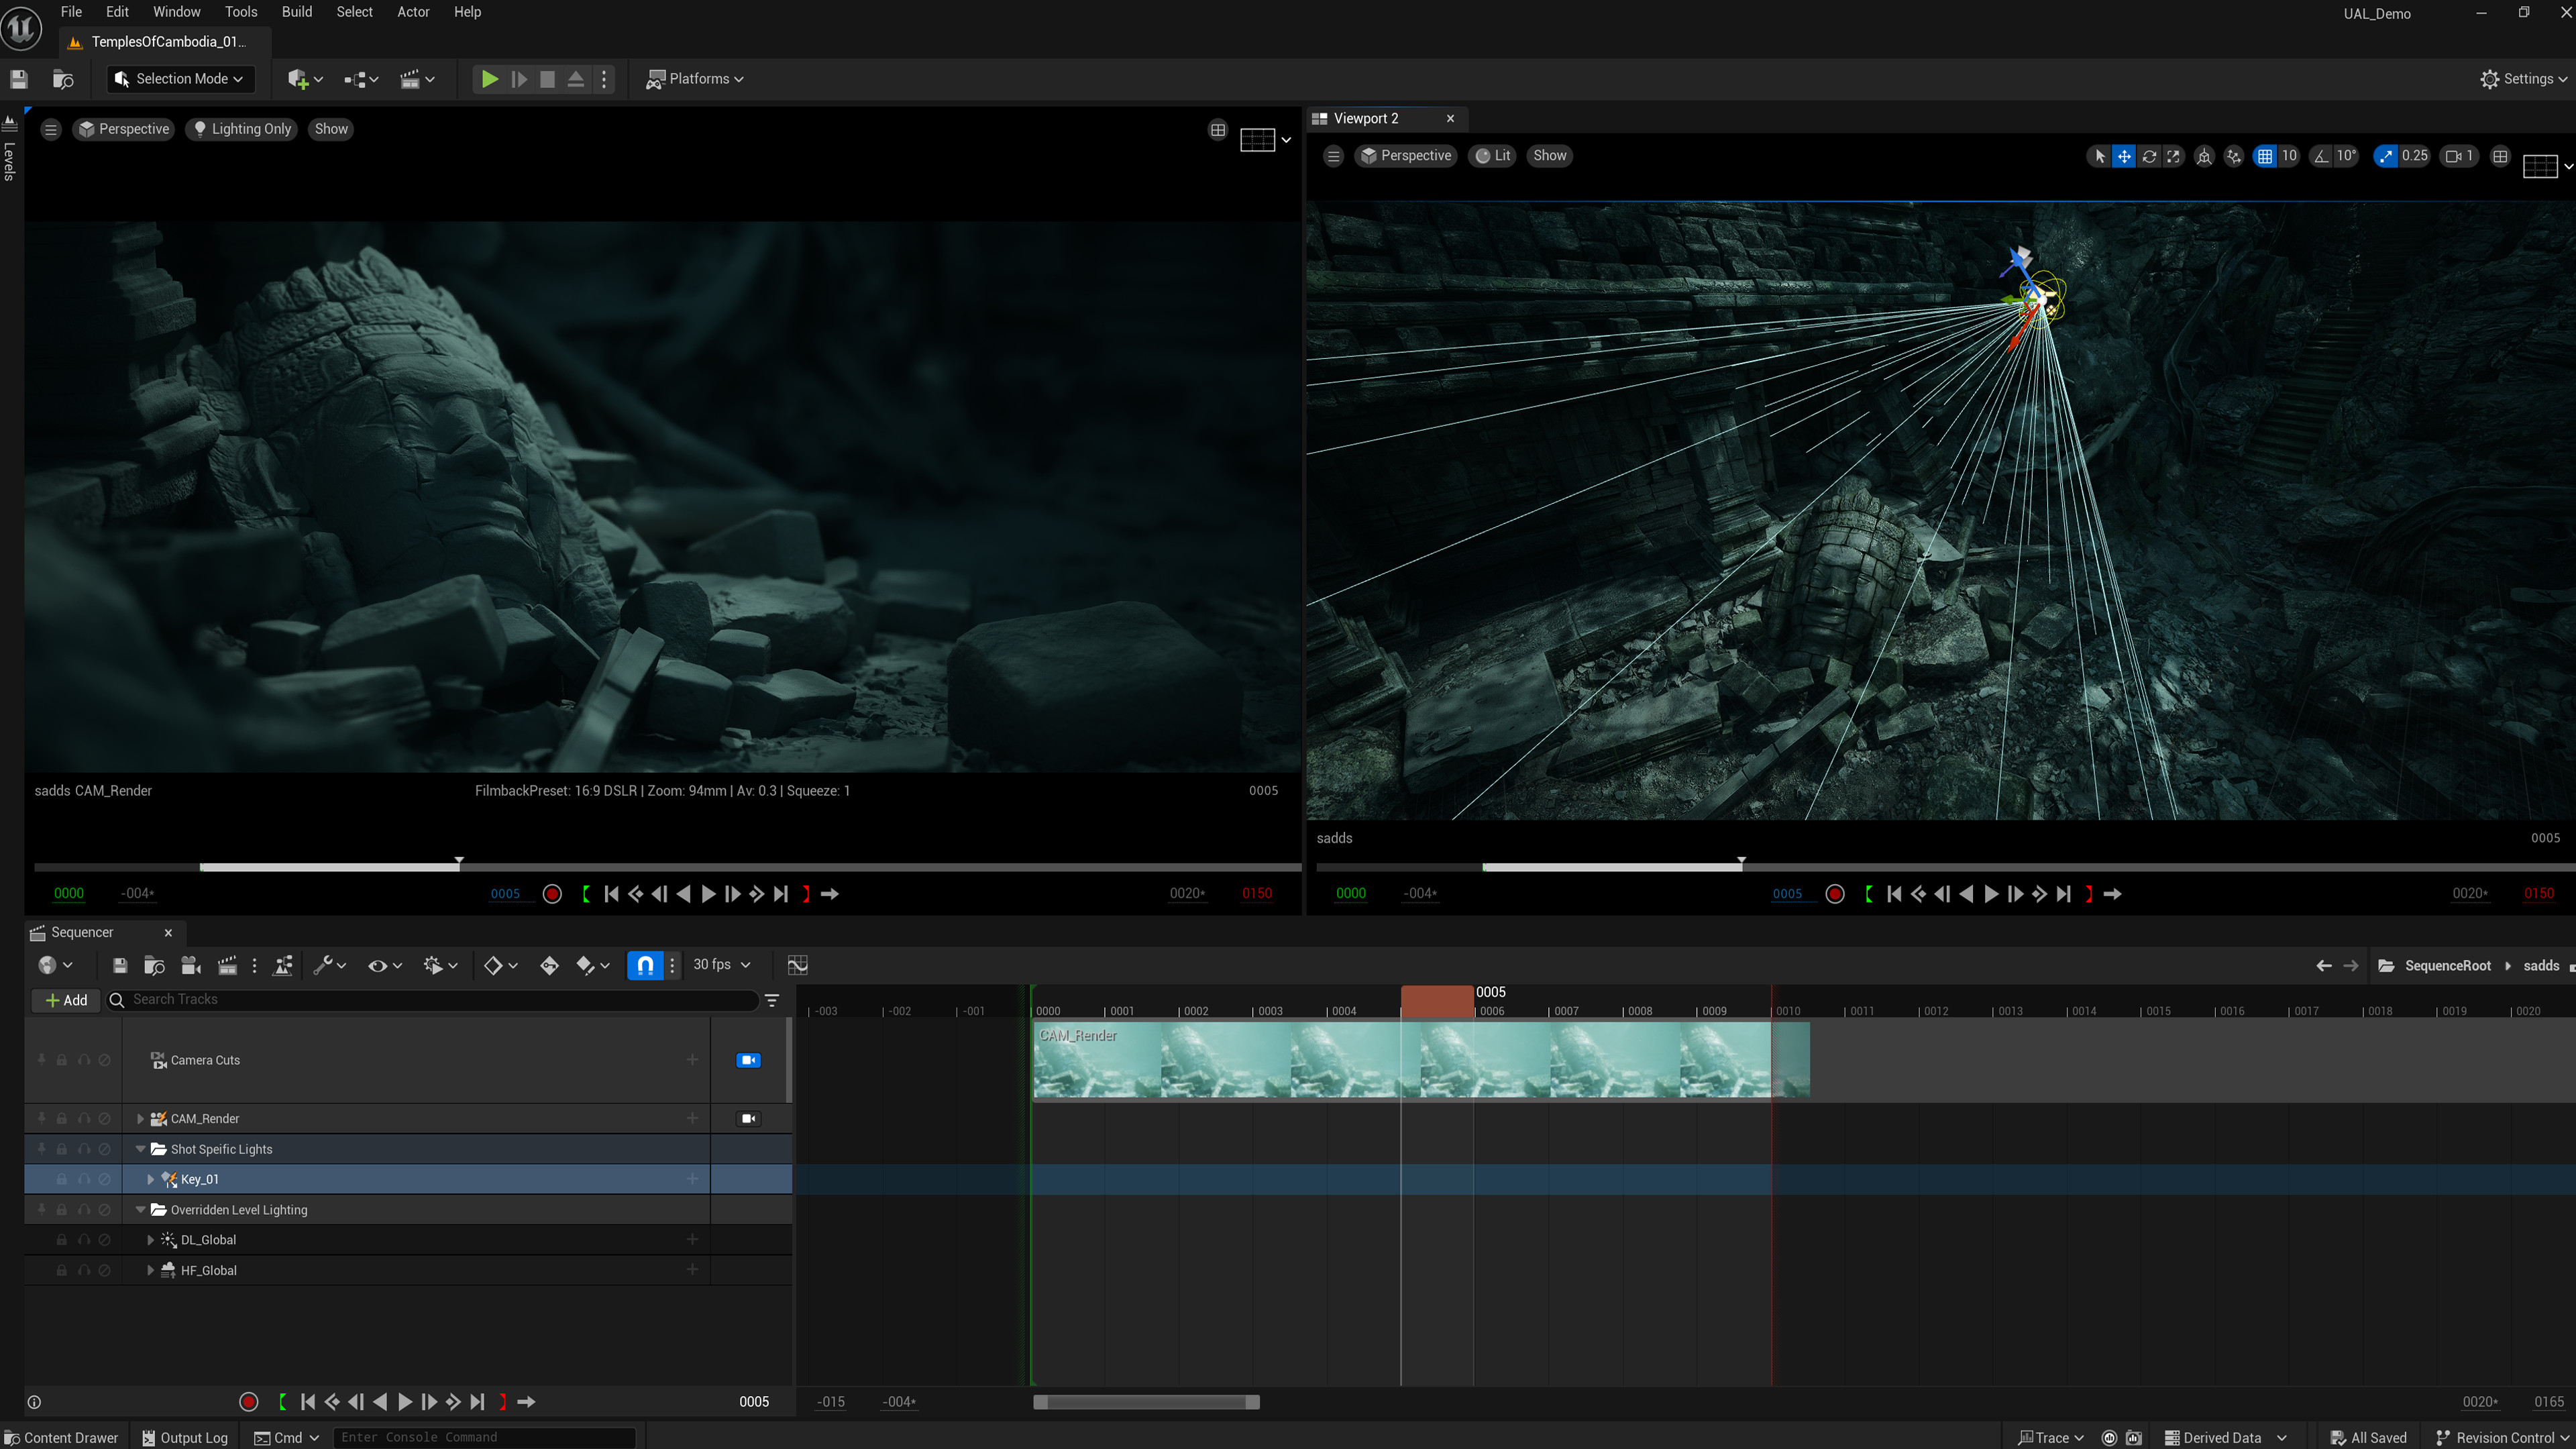 File Edit Window Tools Build Select Actor Help
UAL_Demo
TemplesOfCambodia_01...
Selection Mode
Platforms
Settings
Levels
Perspective Lighting Only Show
Viewport 2
Perspective Lit Show
10 10° 0.25 1
sadds CAM_Render
FilmbackPreset: 16:9 DSLR | Zoom: 94mm | Av: 0.3 | Squeeze: 1
0005
sadds
0005
0000 -004* 0005 0020* 0150
0000 -004* 0005 0020* 0150
Sequencer
30 fps
SequenceRoot sadds
Add
Search Tracks
0005
-003 -002 -001 0000 0001 0002 0003 0004 0006 0007 0008 0009 0010 0011 0012 0013 0014 0015 0016 0017 0018 0019 0020
CAM_Render
Camera Cuts
CAM_Render
Shot Speific Lights
Key_01
Overridden Level Lighting
DL_Global
HF_Global
0005
-015 -004* 0020* 0165
Content Drawer Output Log Cmd Enter Console Command
Trace Derived Data All Saved Revision Control